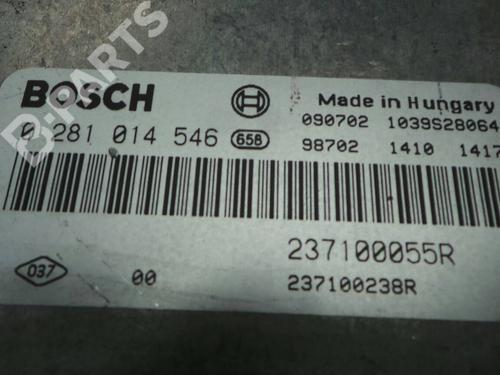 BOSCH
Made in Hungary
0 281 014 546 658
090702 1039S28064
98702 1410 1417
237100055R
037 00
237100238R
B-PARTS